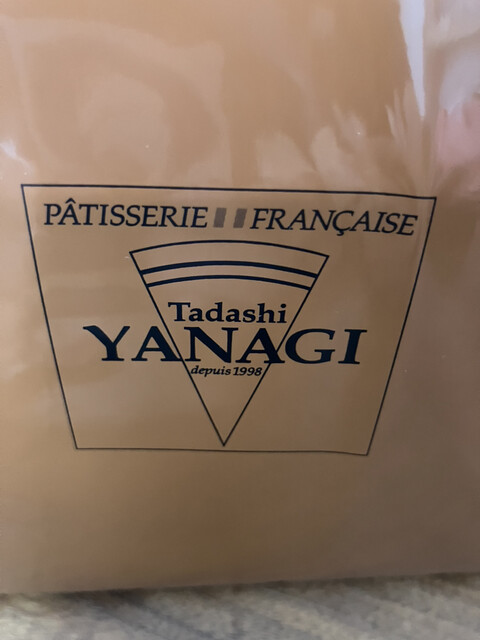 PÂTISSERIE FRANÇAISE
Tadashi
YANAGI
depuis 1998